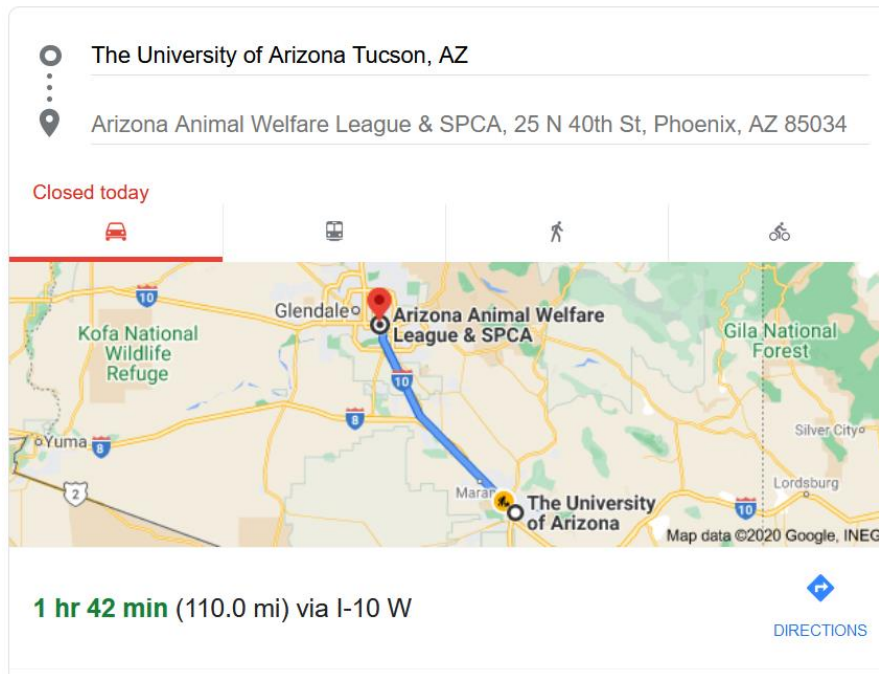 The University of Arizona Tucson, AZ
Arizona Animal Welfare League & SPCA, 25 N 40th St, Phoenix, AZ 85034
Closed today
10
Glendale
Arizona Animal Welfare
League & SPCA
Kofa National
Wildlife
Refuge
Gila National
Forest
10
8
Yuma
8
Silver City
2
Maran
Lordsburg
The University
of Arizona
10
Map data ©2020 Google, INEG
1 hr 42 min (110.0 mi) via I-10 W
DIRECTIONS